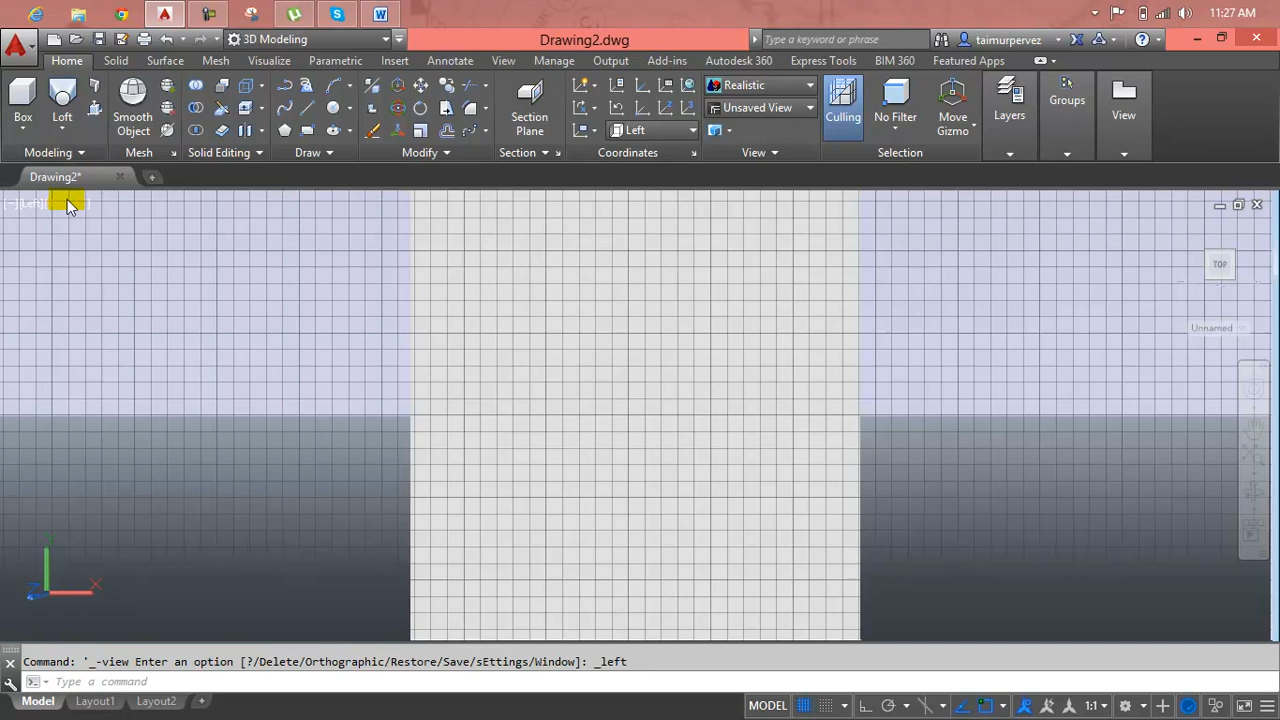 11:27 AM
3D Modeling
Drawing2.dwg
Type a keyword or phrase
taimurpervez
Home Solid Surface Mesh Visualize Parametric Insert Annotate View Manage Output Add-ins Autodesk 360 Express Tools BIM 360 Featured Apps
Realistic
Unsaved View
Left
Box Loft Smooth Object Section Plane Culling No Filter Move Gizmo Layers Groups View
Modeling Mesh Solid Editing Draw Modify Section Coordinates View Selection
Drawing2*
[−][Left][
TOP
Unnamed
X
Z
Command: '_-view Enter an option [?/Delete/Orthographic/Restore/Save/sEttings/Window]: _left
Type a command
Model Layout1 Layout2 +
MODEL 1:1